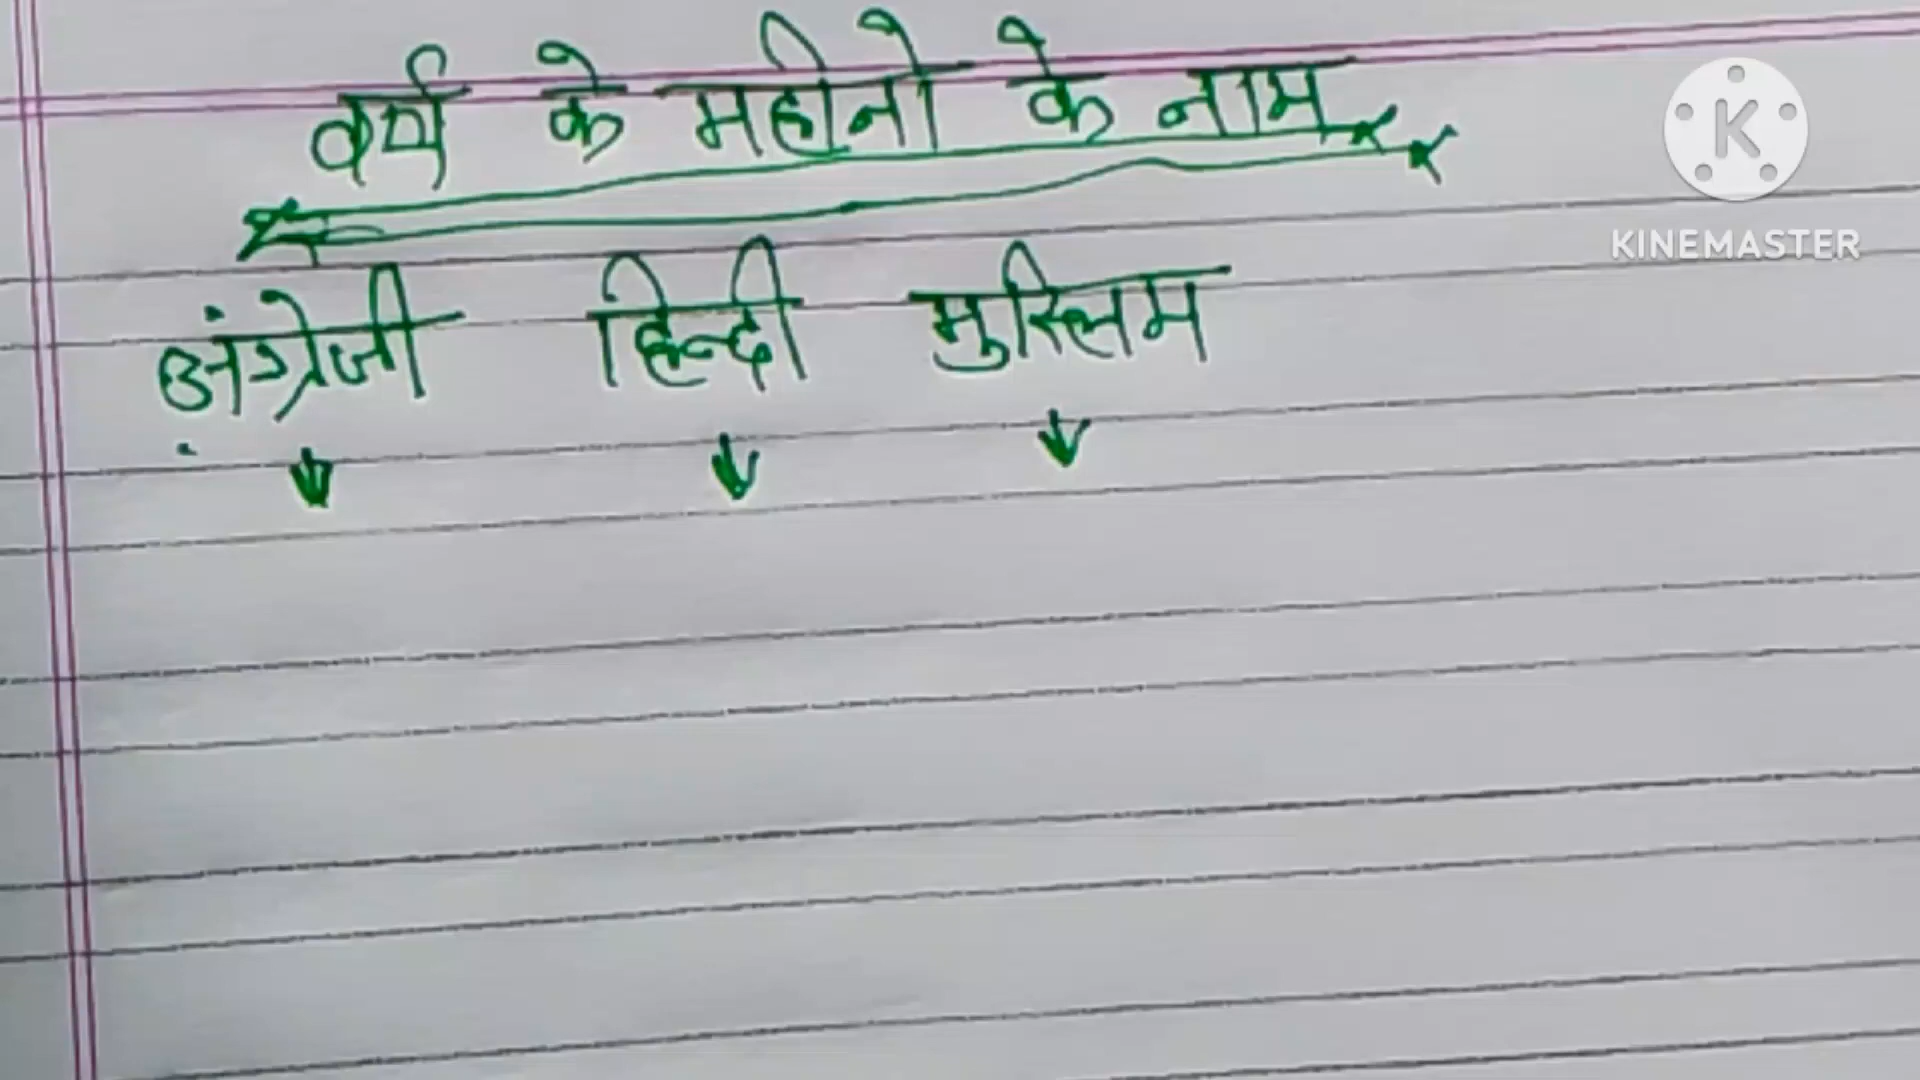 वर्ष के महीनो के नाम
अंग्रेजी हिन्दी मुस्लिम
K
KINEMASTER